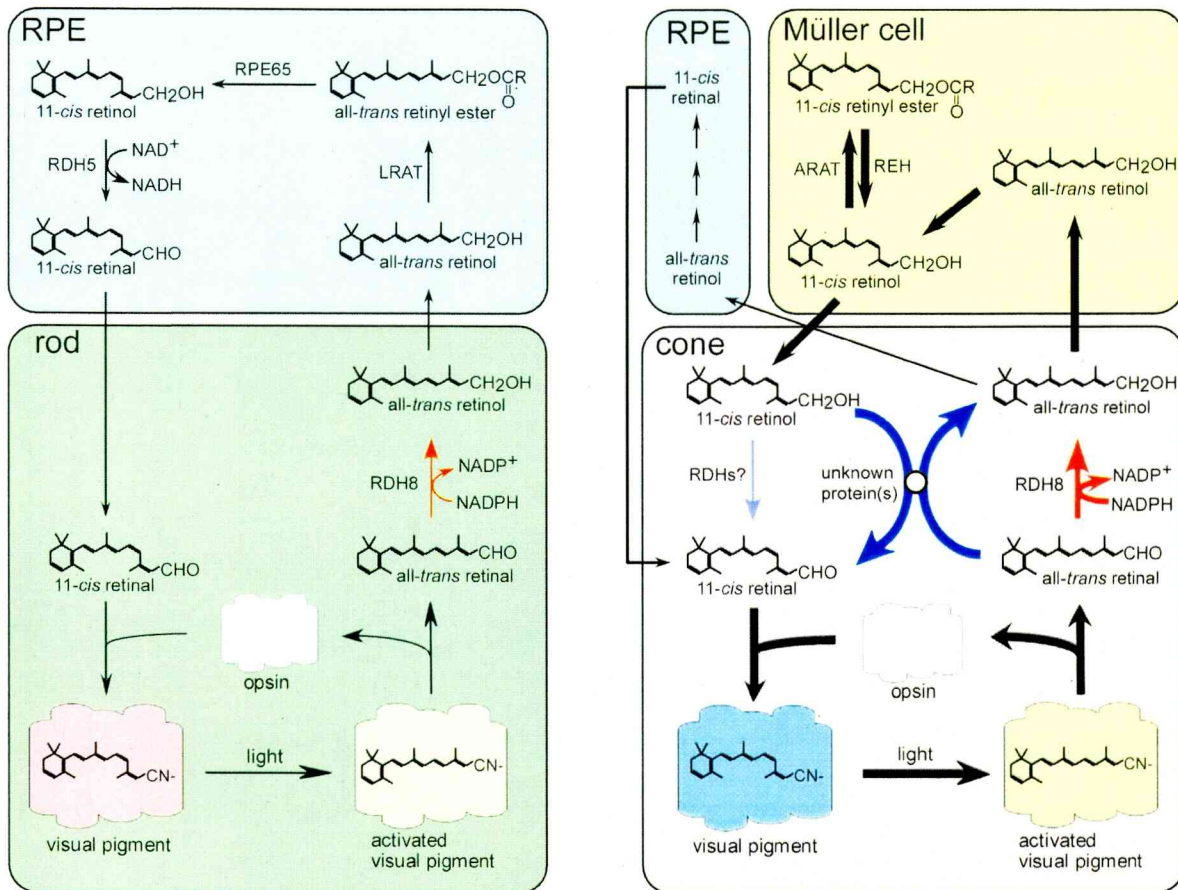 RPE
CH2OH
11-cis retinol
RPE65
CH2OCR
O
all-trans retinyl ester
RDH5
NAD+
NADH
LRAT
CHO
11-cis retinal
CH2OH
all-trans retinol
rod
CH2OH
all-trans retinol
RDH8
NADP+
NADPH
CHO
11-cis retinal
CHO
all-trans retinal
opsin
CN-
visual pigment
light
CN-
activated
visual pigment
RPE
11-cis
retinal
all-trans
retinol
Müller cell
CH2OCR
O
11-cis retinyl ester
ARAT
REH
CH2OH
all-trans retinol
CH2OH
11-cis retinol
cone
CH2OH
11-cis retinol
CH2OH
all-trans retinol
RDHs?
unknown
protein(s)
RDH8
NADP+
NADPH
CHO
11-cis retinal
CHO
all-trans retinal
opsin
CN-
visual pigment
light
CN-
activated
visual pigment